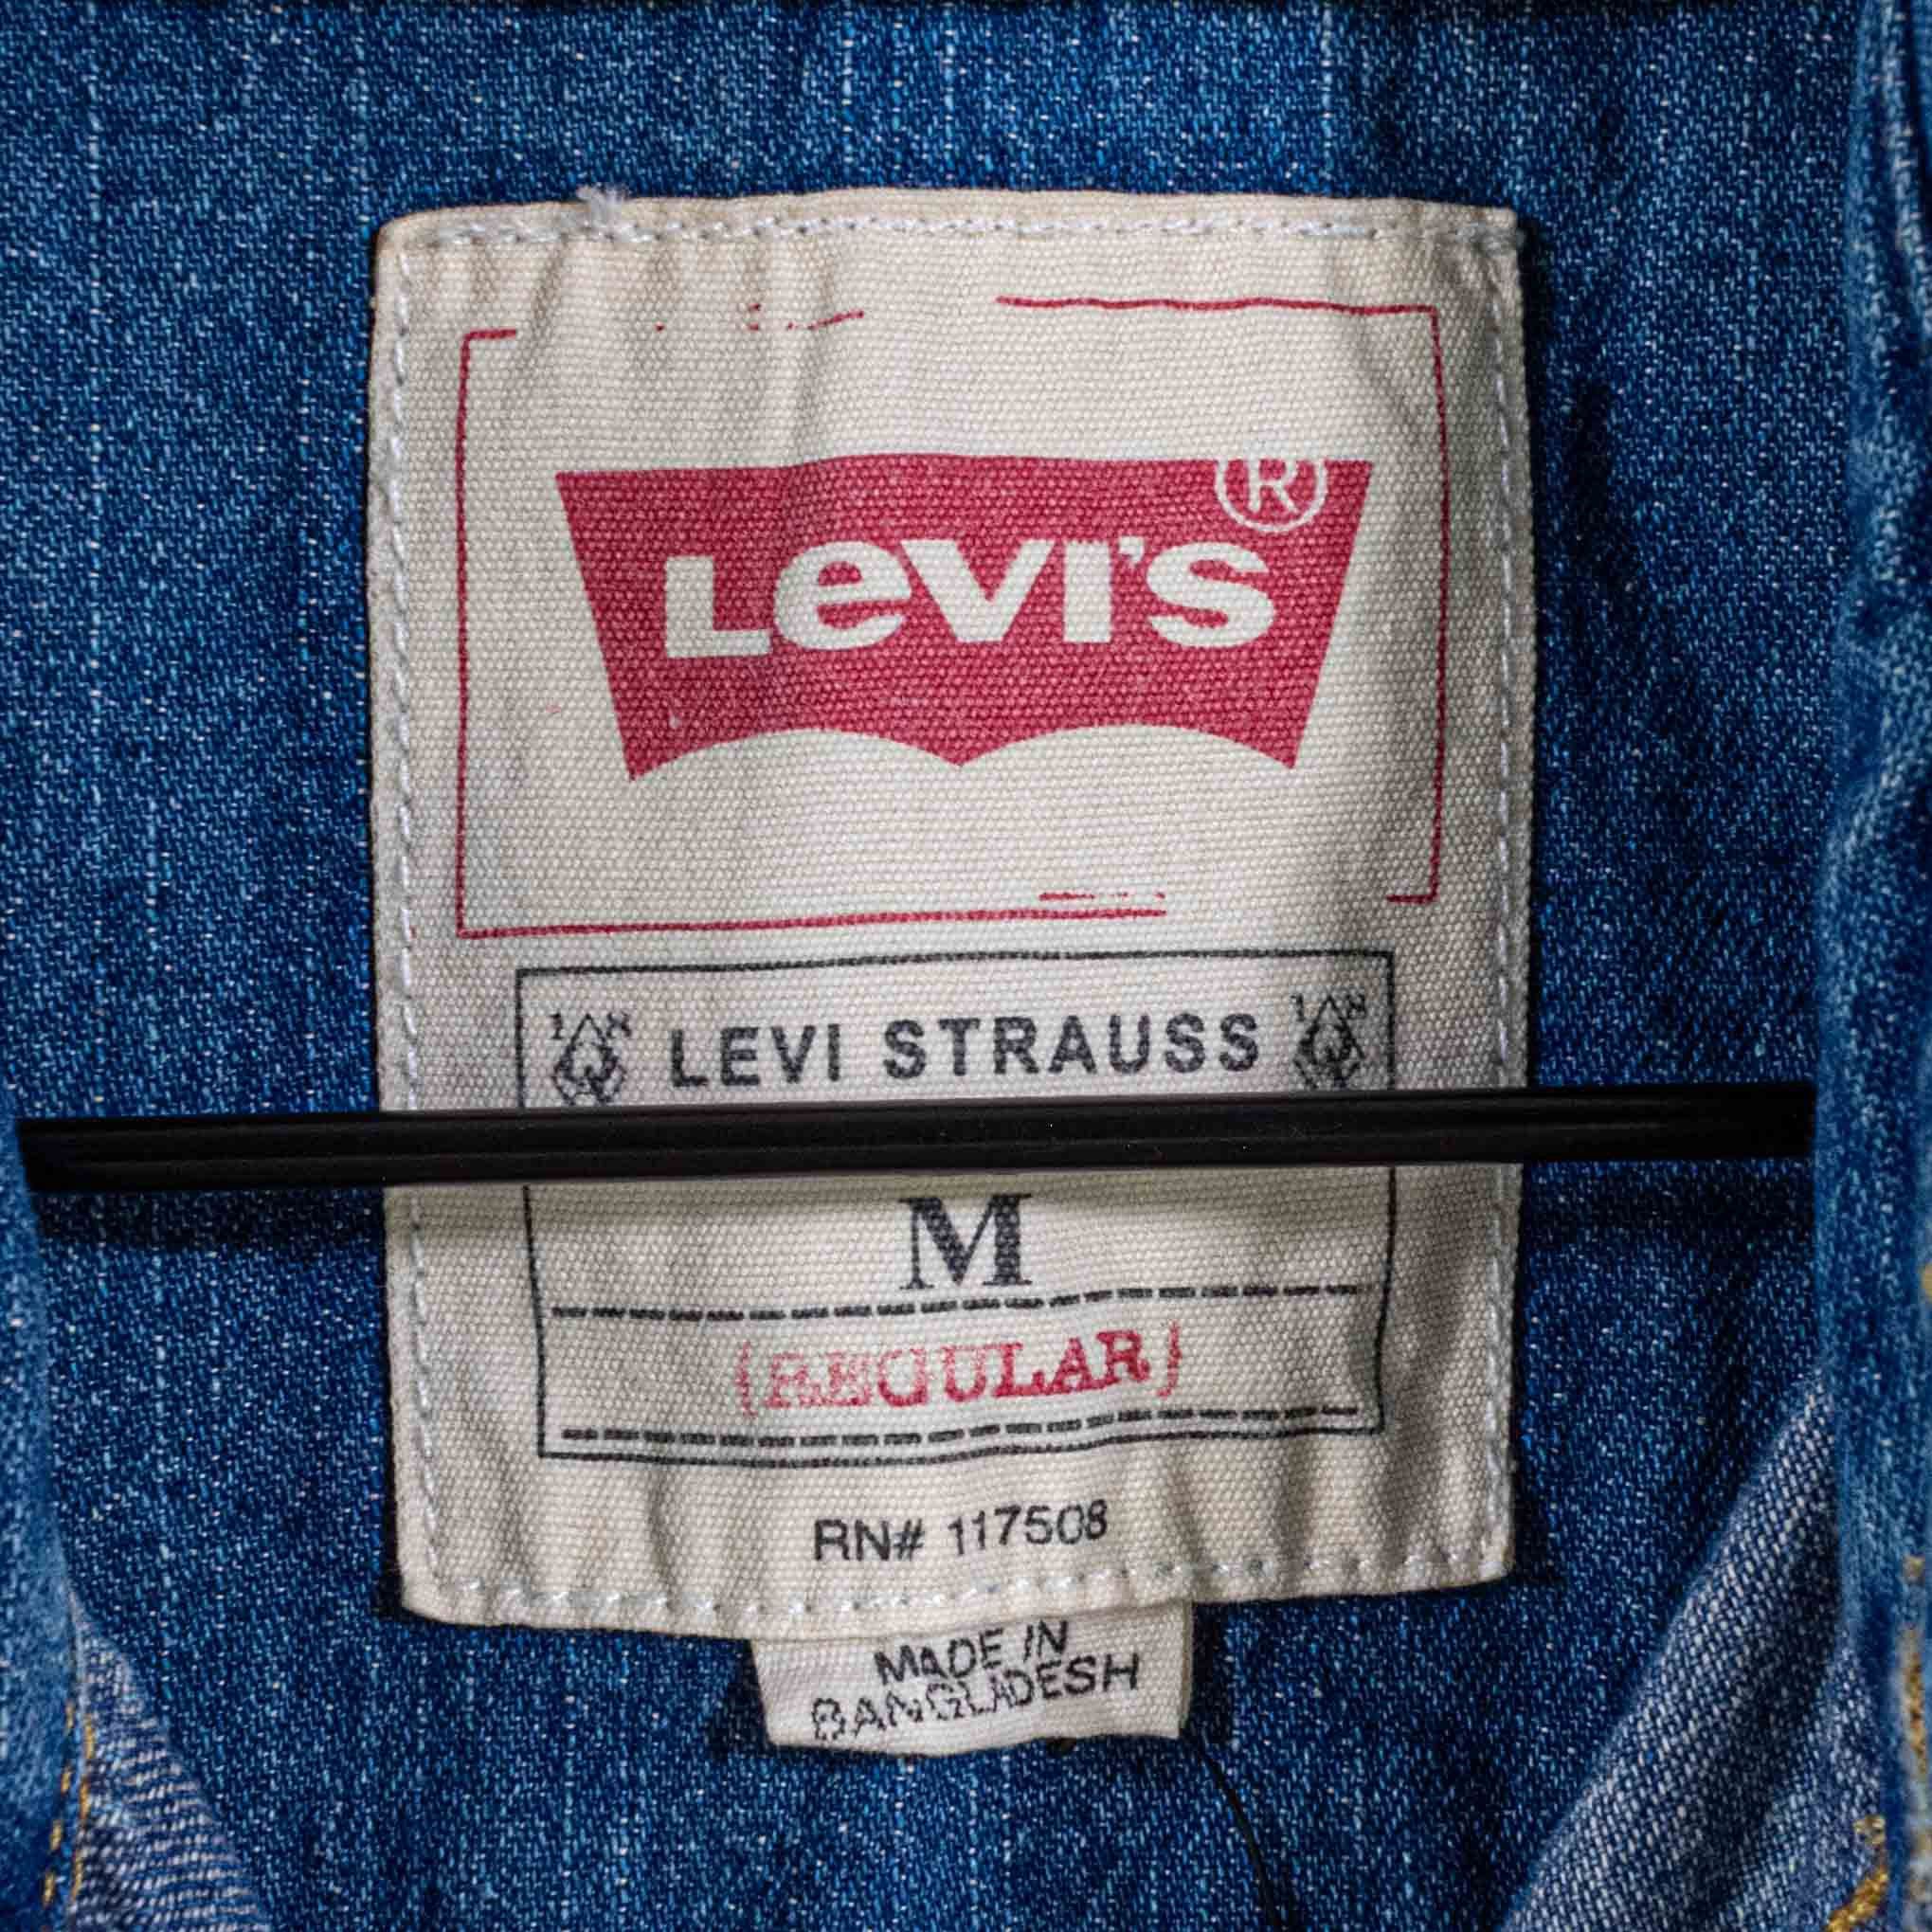 Levi's®
LEVI STRAUSS
M
(REGULAR)
RN# 117508
MADE IN
BANGLADESH